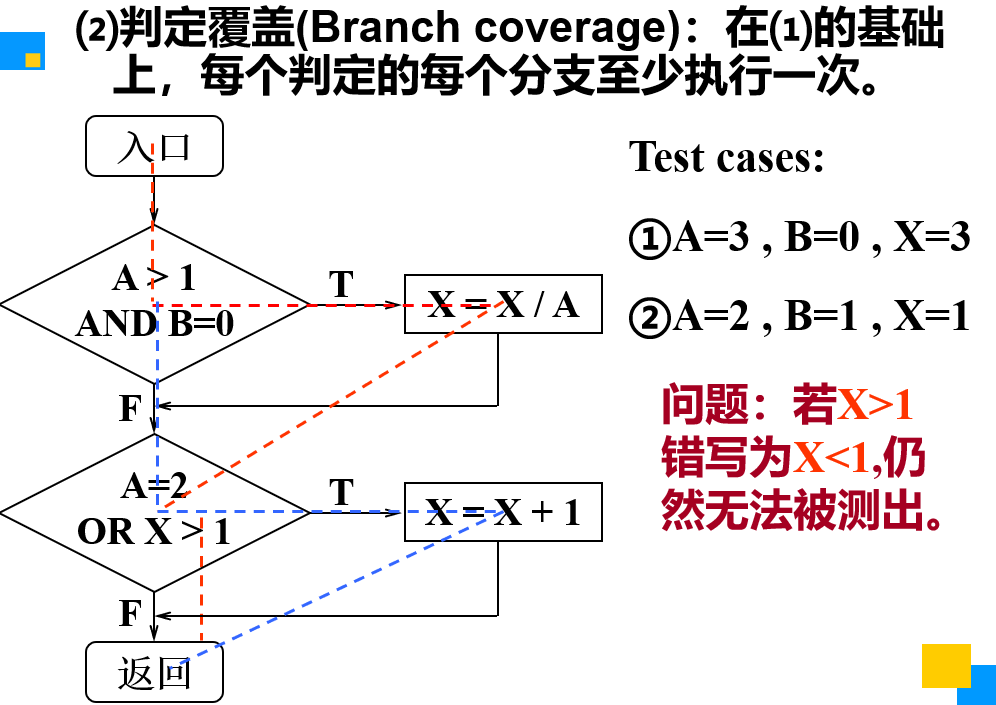 ⑵判定覆盖(Branch coverage)：在⑴的基础
上，每个判定的每个分支至少执行一次。
入口
A > 1
AND B=0
T
X = X / A
F
A=2
OR X > 1
T
X = X + 1
F
返回
Test cases:
①A=3 , B=0 , X=3
②A=2 , B=1 , X=1
问题：若X>1
错写为X<1,仍
然无法被测出。